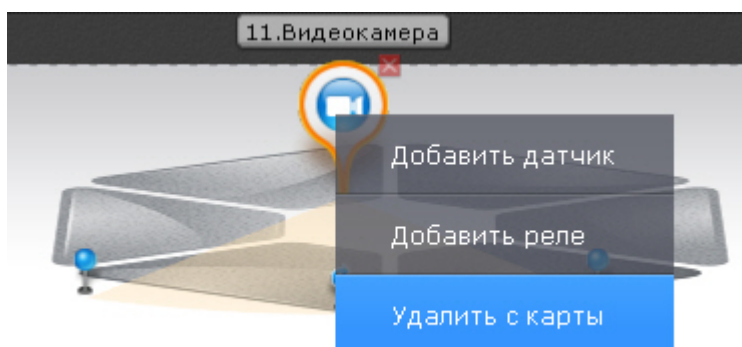 11.Видеокамера
Добавить датчик
Добавить реле
Удалить с карты